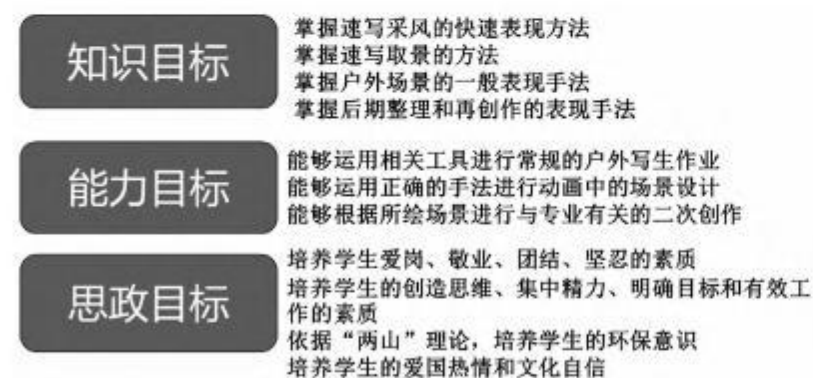 知识目标
掌握速写采风的快速表现方法
掌握速写取景的方法
掌握户外场景的一般表现手法
掌握后期整理和再创作的表现手法
能力目标
能够运用相关工具进行常规的户外写生作业
能够运用正确的手法进行动画中的场景设计
能够根据所绘场景进行与专业有关的二次创作
思政目标
培养学生爱岗、敬业、团结、坚忍的素质
培养学生的创造思维、集中精力、明确目标和有效工
作的素质
依据“两山”理论，培养学生的环保意识
培养学生的爱国热情和文化自信